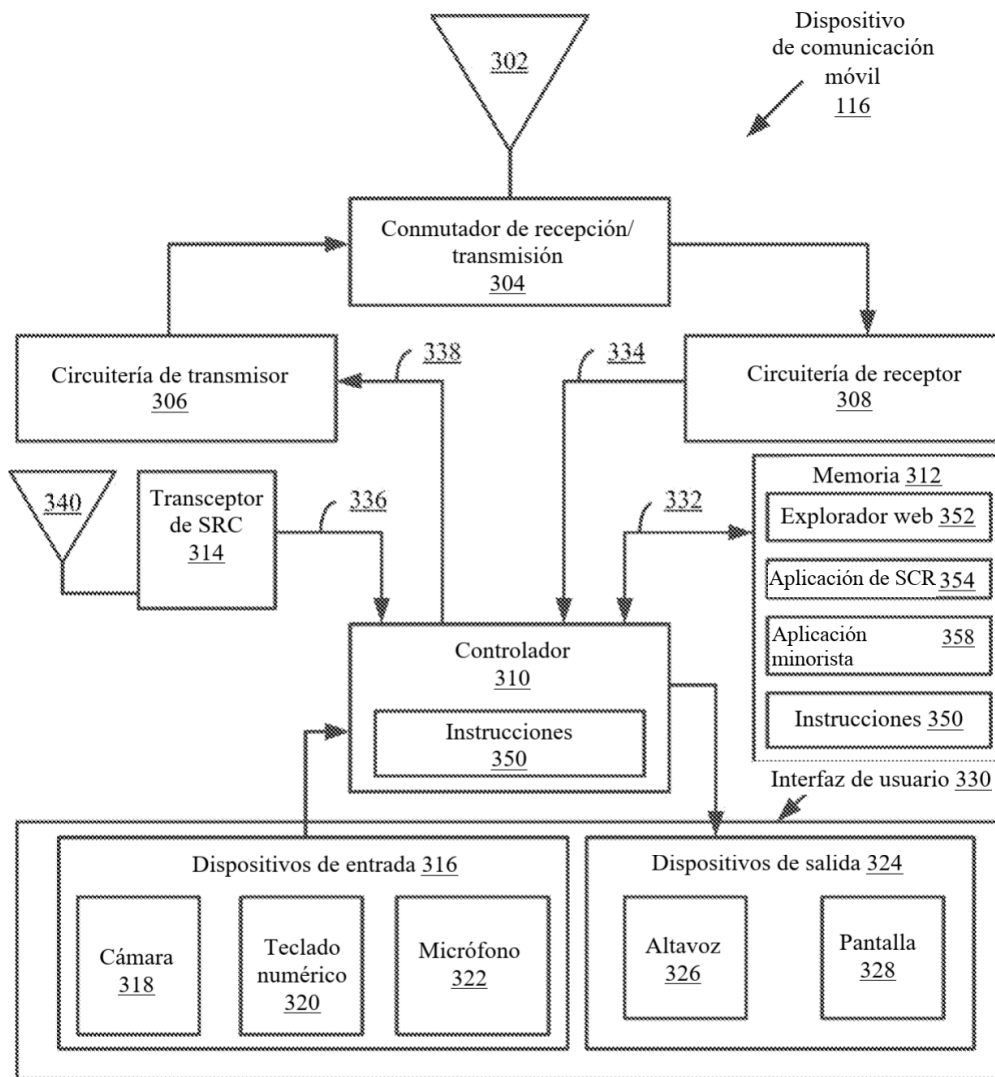 Dispositivo
de comunicación
móvil
116
302
Conmutador de recepción/
transmisión
304
Circuitería de transmisor
306
338
334
Circuitería de receptor
308
340
Transceptor
de SRC
314
336
332
Memoria 312
Explorador web 352
Aplicación de SCR 354
Aplicación 358
minorista
Instrucciones 350
Controlador
310
Instrucciones
350
Interfaz de usuario 330
Dispositivos de entrada 316
Cámara
318
Teclado
numérico
320
Micrófono
322
Dispositivos de salida 324
Altavoz
326
Pantalla
328